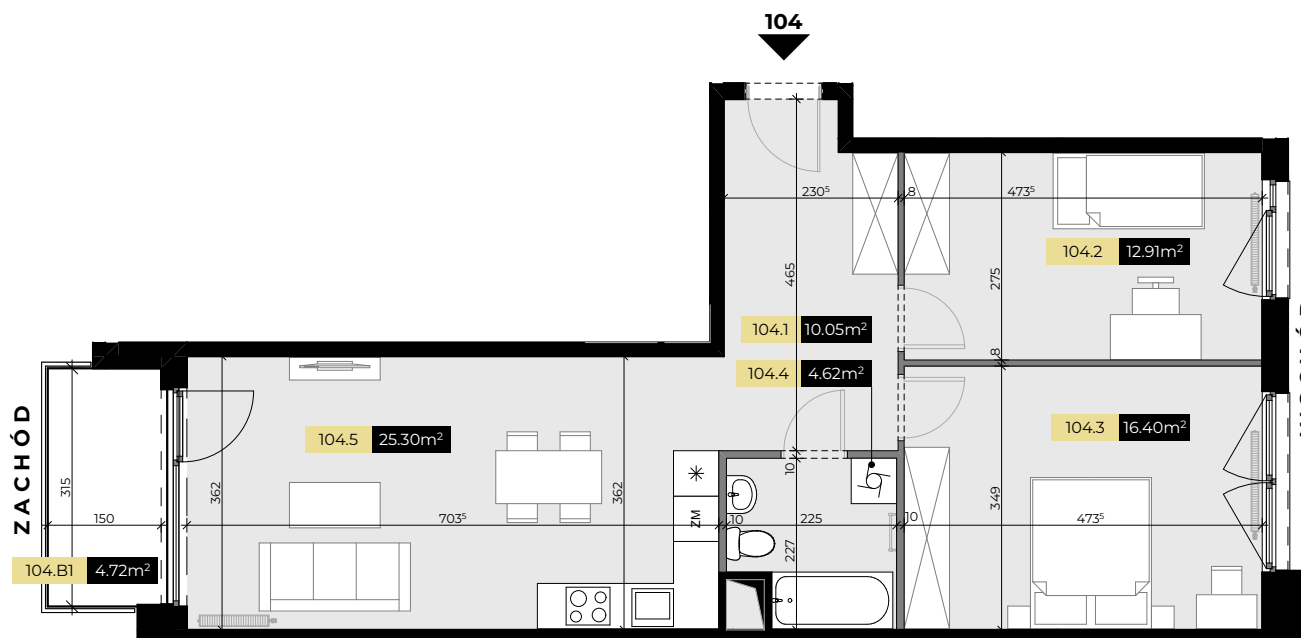 104
230⁵
8
473⁵
104.2 12.91m²
465
275
104.1 10.05m²
8
104.4 4.62m²
ZACHÓD
104.5 25.30m²
104.3 16.40m²
315
362
362
10
349
150
703⁵
ZM
10
225
10
473⁵
227
104.B1 4.72m²